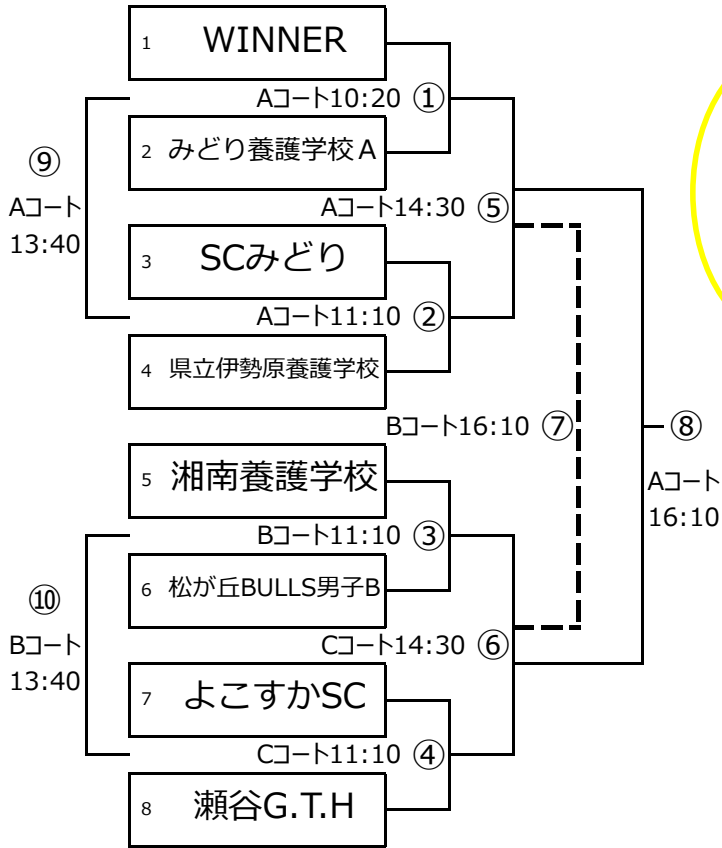 1 WINNER
Aコート10:20 ①
2 みどり養護学校A
⑨
Aコート
13:40
Aコート14:30 ⑤
3 SCみどり
Aコート11:10 ②
4 県立伊勢原養護学校
Bコート16:10 ⑦
⑧
Aコート
16:10
5 湘南養護学校
Bコート11:10 ③
6 松が丘BULLS男子B
⑩
Bコート
13:40
Cコート14:30 ⑥
7 よこすかSC
Cコート11:10 ④
8 瀬谷G.T.H